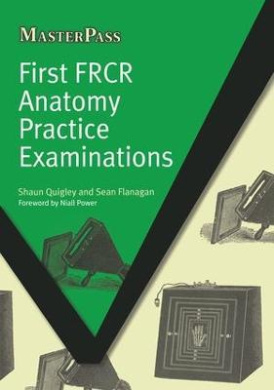 MASTERPASS
First FRCR
Anatomy
Practice
Examinations
Shaun Quigley and Sean Flanagan
Foreword by Niall Power